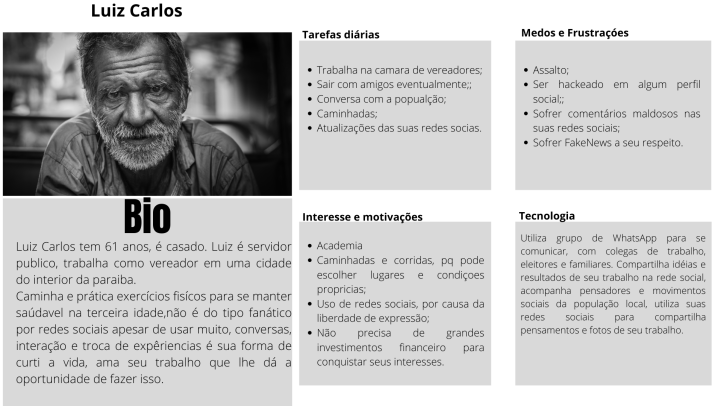 Luiz Carlos
Bio
Luiz Carlos tem 61 anos, é casado. Luiz é servidor
publico, trabalha como vereador em uma cidade
do interior da paraiba.
Caminha e prática exercícios fisícos para se manter
saúdavel na terceira idade,não é do tipo fanático
por redes sociais apesar de usar muito, conversas,
interação e troca de expêriencias é sua forma de
curti a vida, ama seu trabalho que lhe dá a
oportunidade de fazer isso.
Tarefas diárias
• Trabalha na camara de vereadores;
• Sair com amigos eventualmente;;
• Conversa com a popualção;
• Caminhadas;
• Atualizações das suas redes socias.
Medos e Frustrações
• Assalto;
• Ser hackeado em algum perfil
social;;
• Sofrer comentários maldosos nas
suas redes sociais;
• Sofrer FakeNews a seu respeito.
Interesse e motivações
• Academia
• Caminhadas e corridas, pq pode
escolher lugares e condiçoes
propricias;
• Uso de redes sociais, por causa da
liberdade de expressão;
• Não precisa de grandes
investimentos financeiro para
conquistar seus interesses.
Tecnologia
Utiliza grupo de WhatsApp para se
comunicar, com colegas de trabalho,
eleitores e familiares. Compartilha idéias e
resultados de seu trabalho na rede social,
acompanha pensadores e movimentos
sociais da população local, utiliza suas
redes sociais para compartilha
pensamentos e fotos de seu trabalho.